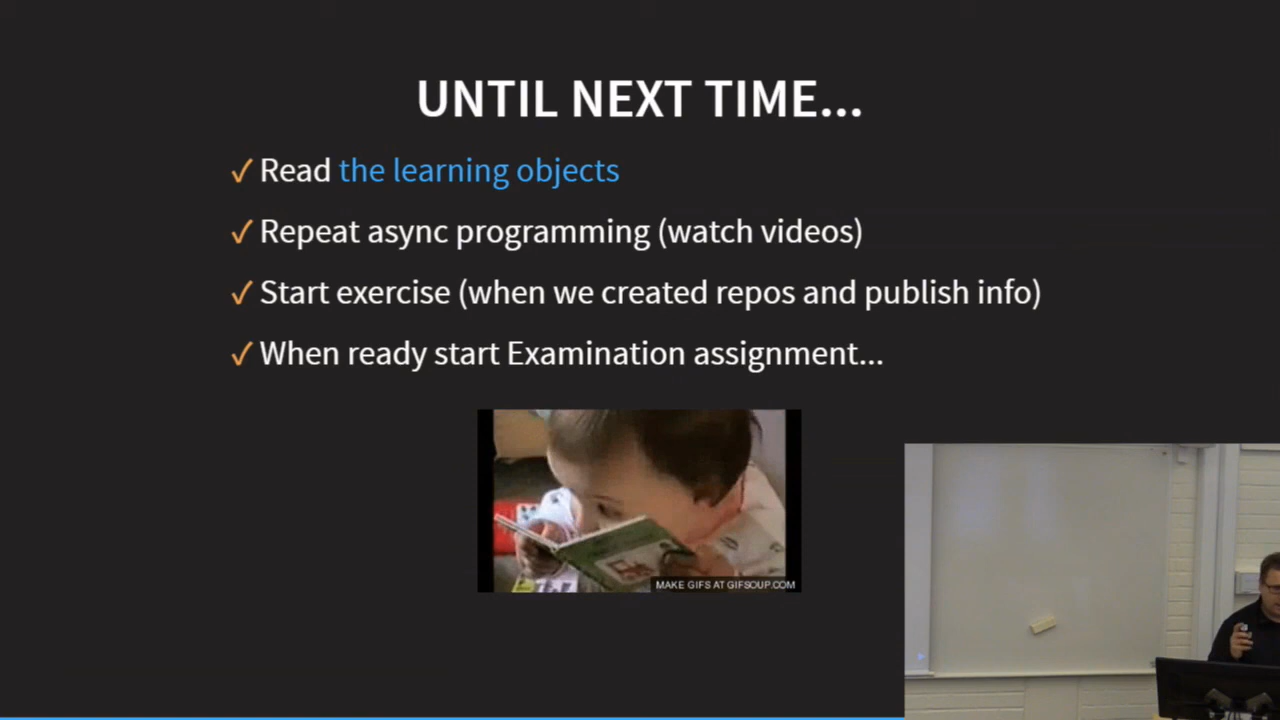 UNTIL NEXT TIME...
✓ Read the learning objects
✓ Repeat async programming (watch videos)
✓ Start exercise (when we created repos and publish info)
✓ When ready start Examination assignment...
MAKE GIFS AT GIFSOUP.COM